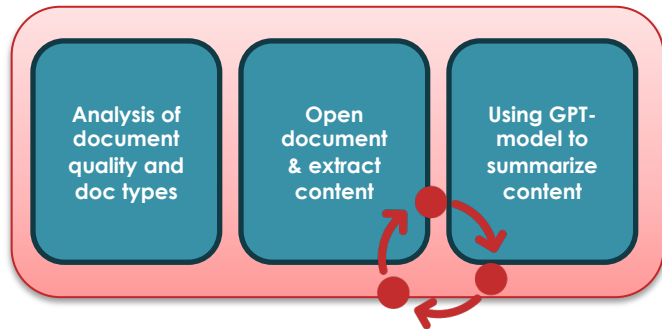 Analysis of
document
quality and
doc types
Open
document
& extract
content
Using GPT-
model to
summarize
content